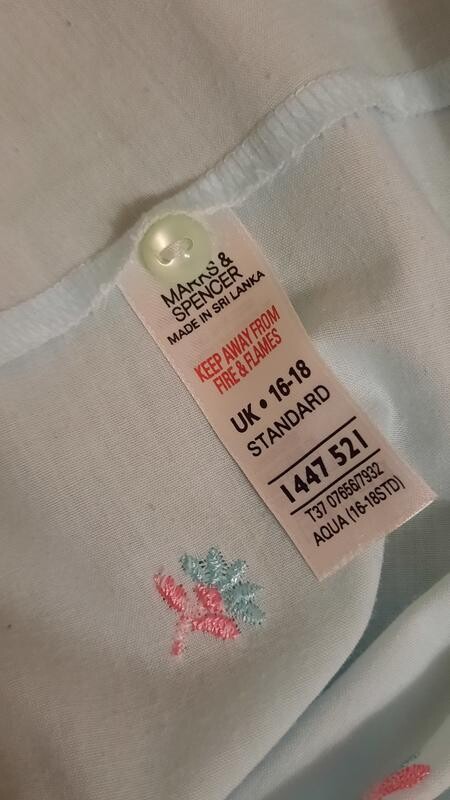 MARKS &
SPENCER
MADE IN SRI LANKA
KEEP AWAY FROM
FIRE & FLAMES
UK • 16-18
STANDARD
1447 521
T37 07656/7932
AQUA (16-18STD)